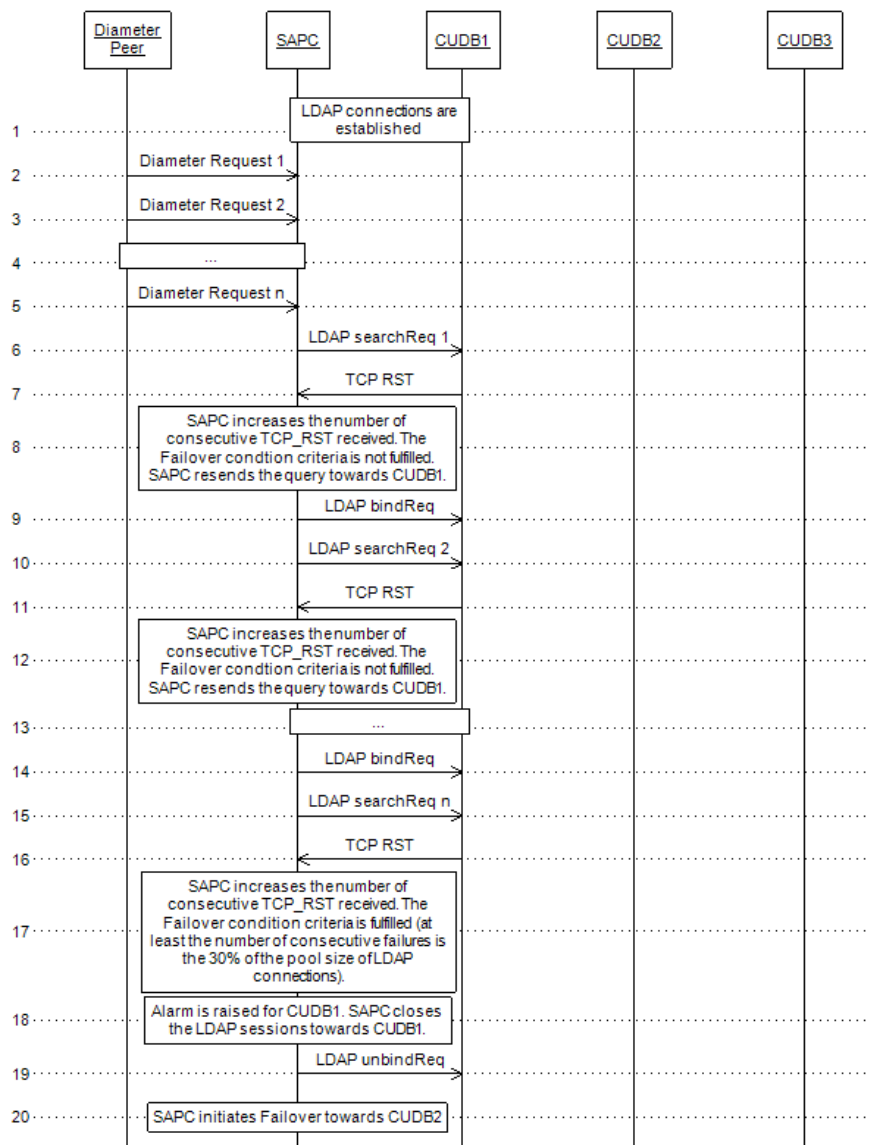 Diameter
Peer
SAPC
CUDB1
CUDB2
CUDB3
LDAP connections are
established
1
Diameter Request 1
2
Diameter Request 2
3
...
4
Diameter Request n
5
LDAP searchReq 1
6
TCP RST
7
SAPC increases the number of
consecutive TCP_RST received. The
Failover condtion criteria is not fulfilled.
SAPC resends the query towards CUDB1.
8
LDAP bindReq
9
LDAP searchReq 2
10
TCP RST
11
SAPC increases the number of
consecutive TCP_RST received. The
Failover condtion criteria is not fulfilled.
SAPC resends the query towards CUDB1.
12
...
13
LDAP bindReq
14
LDAP searchReq n
15
TCP RST
16
SAPC increases the number of
consecutive TCP_RST received. The
Failover condition criteria is fulfilled (at
least the number of consecutive failures is
the 30% of the pool size of LDAP
connections).
17
Alarm is raised for CUDB1. SAPC closes
the LDAP sessions towards CUDB1.
18
LDAP unbindReq
19
SAPC initiates Failover towards CUDB2
20